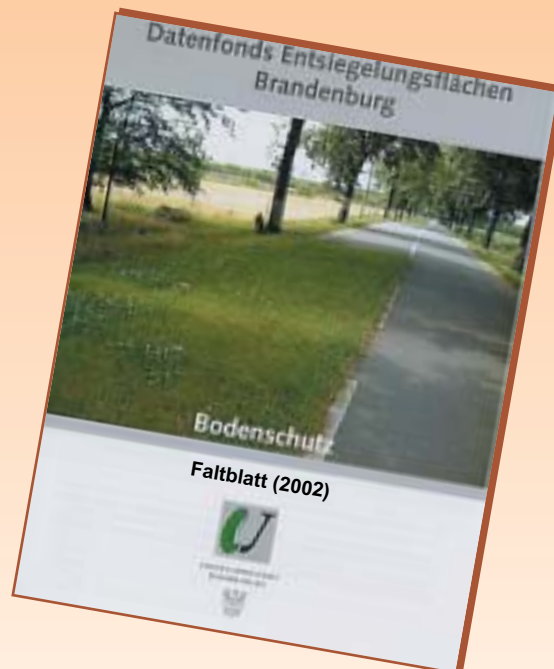 Datenfonds Entsiegelungsflächen
Brandenburg
Bodenschutz
Faltblatt (2002)